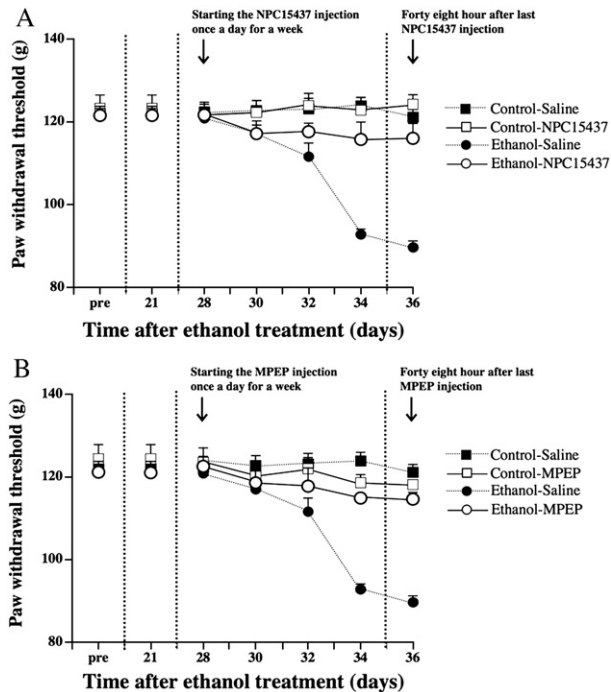 A
Starting the NPC15437 injection
once a day for a week
Forty eight hour after last
NPC15437 injection
Paw withdrawal threshold (g)
140
120
100
80
Control-Saline
Control-NPC15437
Ethanol-Saline
Ethanol-NPC15437
pre 21 28 30 32 34 36
Time after ethanol treatment (days)
B
Starting the MPEP injection
once a day for a week
Forty eight hour after last
MPEP injection
Paw withdrawal threshold (g)
140
120
100
80
Control-Saline
Control-MPEP
Ethanol-Saline
Ethanol-MPEP
pre 21 28 30 32 34 36
Time after ethanol treatment (days)